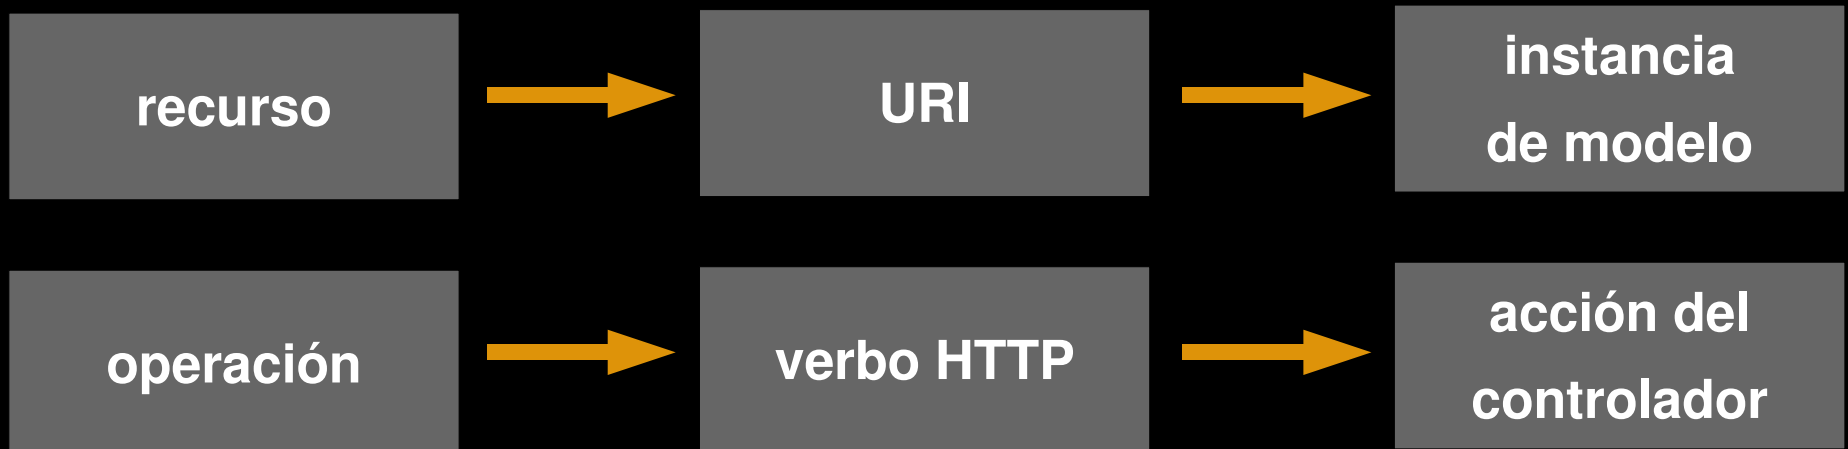 recurso
URI
instancia
de modelo
operación
verbo HTTP
acción del
controlador